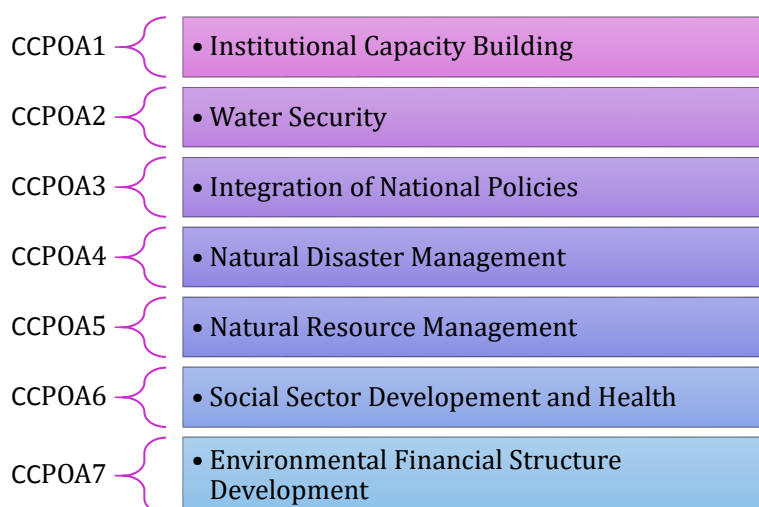 CCPOA1
• Institutional Capacity Building
CCPOA2
• Water Security
CCPOA3
• Integration of National Policies
CCPOA4
• Natural Disaster Management
CCPOA5
• Natural Resource Management
CCPOA6
• Social Sector Developement and Health
CCPOA7
• Environmental Financial Structure
Development